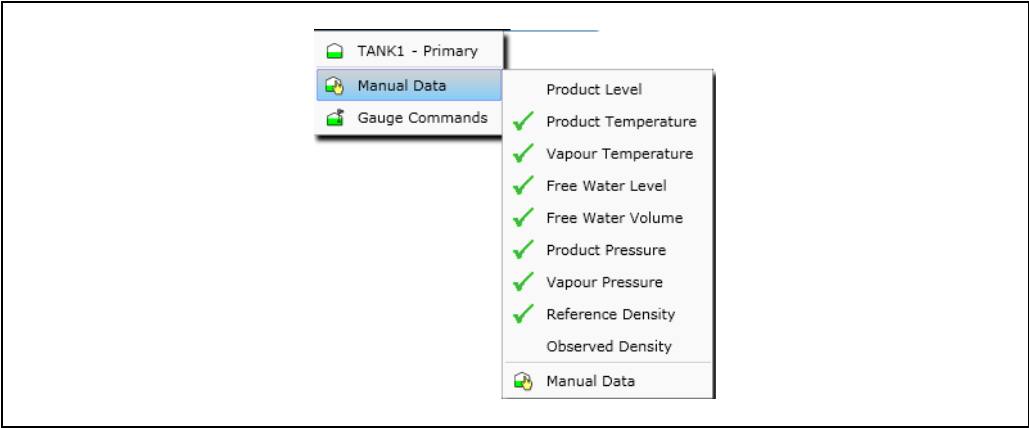 TANK1 - Primary
Manual Data
Gauge Commands
Product Level
Product Temperature
Vapour Temperature
Free Water Level
Free Water Volume
Product Pressure
Vapour Pressure
Reference Density
Observed Density
Manual Data